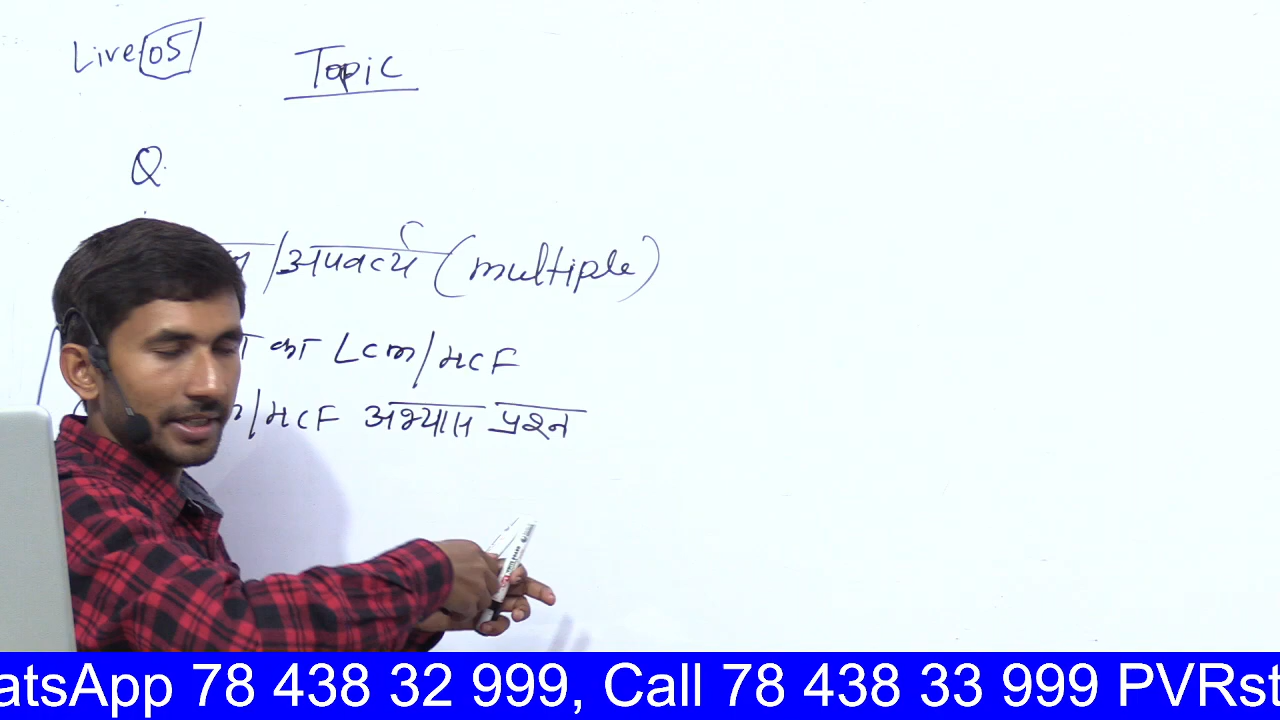 Live 05
Topic
Q.
/अपवर्त्य (multiple)
का Lcm/HCF
/HCF अभ्यास प्रश्न
atsApp 78 438 32 999, Call 78 438 33 999 PVRst